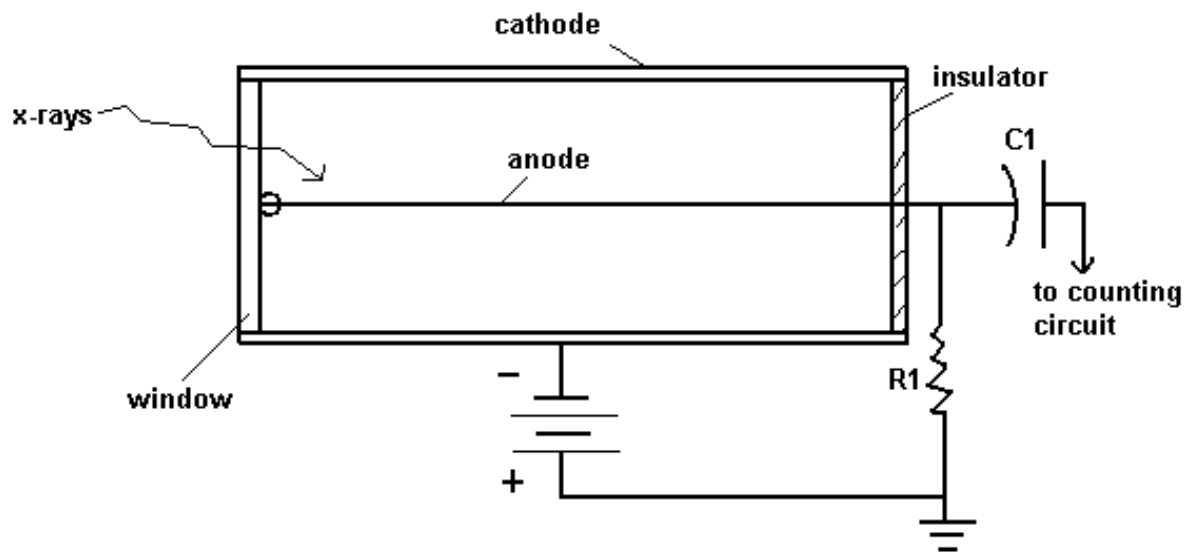 cathode
insulator
x-rays
C1
anode
to counting
circuit
R1
window
−
+